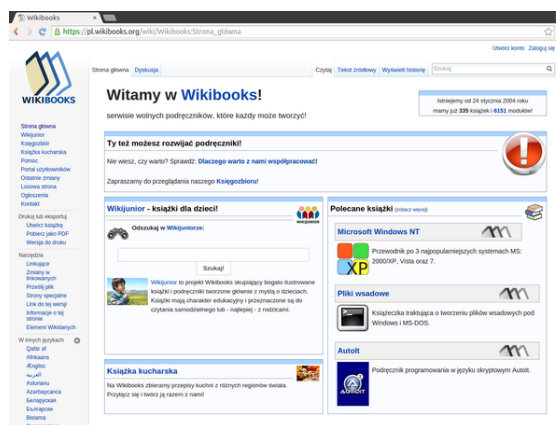 Wikibooks
https://pl.wikibooks.org/wiki/Wikibooks:Strona_główna
Utwórz konto Zaloguj się
Strona główna Dyskusja Czytaj Tekst źródłowy Wyświetl historię Szukaj
WIKIBOOKS
Witamy w Wikibooks!
serwisie wolnych podręczników, które każdy może tworzyć!
Istniejemy od 24 stycznia 2004 roku
mamy już 335 książek i 6151 modułów!
Strona główna
Wikijunior
Księgozbiór
Książka kucharska
Pomoc
Portal użytkowników
Ostatnie zmiany
Losowa strona
Ogłoszenia
Kontakt
Drukuj lub eksportuj
Utwórz książkę
Pobierz jako PDF
Wersja do druku
Narzędzia
Linkujące
Zmiany w
linkowanych
Prześlij plik
Strony specjalne
Link do tej wersji
Informacje o tej
stronie
Element Wikidanych
W innych językach
Qafár af
Afrikaans
Ænglisc
العربية
Asturianu
Azərbaycanca
Беларуская
Български
Bislama
Ty też możesz rozwijać podręczniki!
Nie wiesz, czy warto? Sprawdź: Dlaczego warto z nami współpracować!
Zapraszamy do przeglądania naszego Księgozbioru!
Wikijunior - książki dla dzieci!
WIKIJUNIOR
Odszukaj w Wikijuniorze:
Szukaj!
Wikijunior to projekt Wikibooks skupiający bogato ilustrowane
książki i podręczniki tworzone głównie z myślą o dzieciach.
Książki mają charakter edukacyjny i przeznaczone są do
czytania samodzielnego lub - najlepiej - z rodzicami.
Książka kucharska
Na Wikibooks zbieramy przepisy kuchni z różnych regionów świata.
Przyłącz się i twórz ją razem z nami!
Polecane książki (zobacz więcej)
Microsoft Windows NT
XP
Przewodnik po 3 najpopularniejszych systemach MS:
2000/XP, Vista oraz 7.
Pliki wsadowe
Książeczka traktująca o tworzeniu plików wsadowych pod
Windows i MS-DOS.
AutoIt
AUTOIT
Podręcznik programowania w języku skryptowym AutoIt.